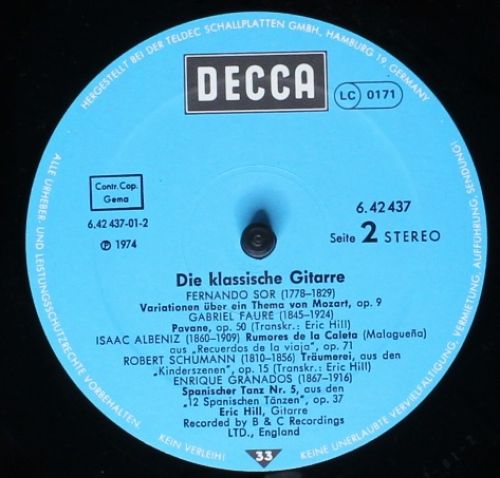 HERGESTELLT BEI DER TELDEC SCHALLPLATTEN GMBH., HAMBURG 19, GERMANY
DECCA
LC 0171
Contr. Cop.
Gema
6.42 437-01-2
Ⓟ 1974
6.42 437
Seite 2 STEREO
Die klassische Gitarre
FERNANDO SOR (1778–1829)
Variationen über ein Thema von Mozart, op. 9
GABRIEL FAURÉ (1845–1924)
Pavane, op. 50 (Transkr.: Eric Hill)
ISAAC ALBENIZ (1860–1909) Rumores de la Caleta (Malagueña)
aus „Recuerdos de la viaja", op. 71
ROBERT SCHUMANN (1810–1856) Träumerei, aus den
„Kinderszenen", op. 15 (Transkr.: Eric Hill)
ENRIQUE GRANADOS (1867–1916)
Spanischer Tanz Nr. 5, aus den
„12 Spanischen Tänzen", op. 37
Eric Hill, Gitarre
Recorded by B & C Recordings
LTD., England
33
ALLE URHEBER- UND LEISTUNGSSCHUTZRECHTE VORBEHALTEN.
KEIN VERLEIH!
KEINE UNERLAUBTE VERVIELFÄLTIGUNG, VERMIETUNG, AUFFÜHRUNG, SENDUNG!